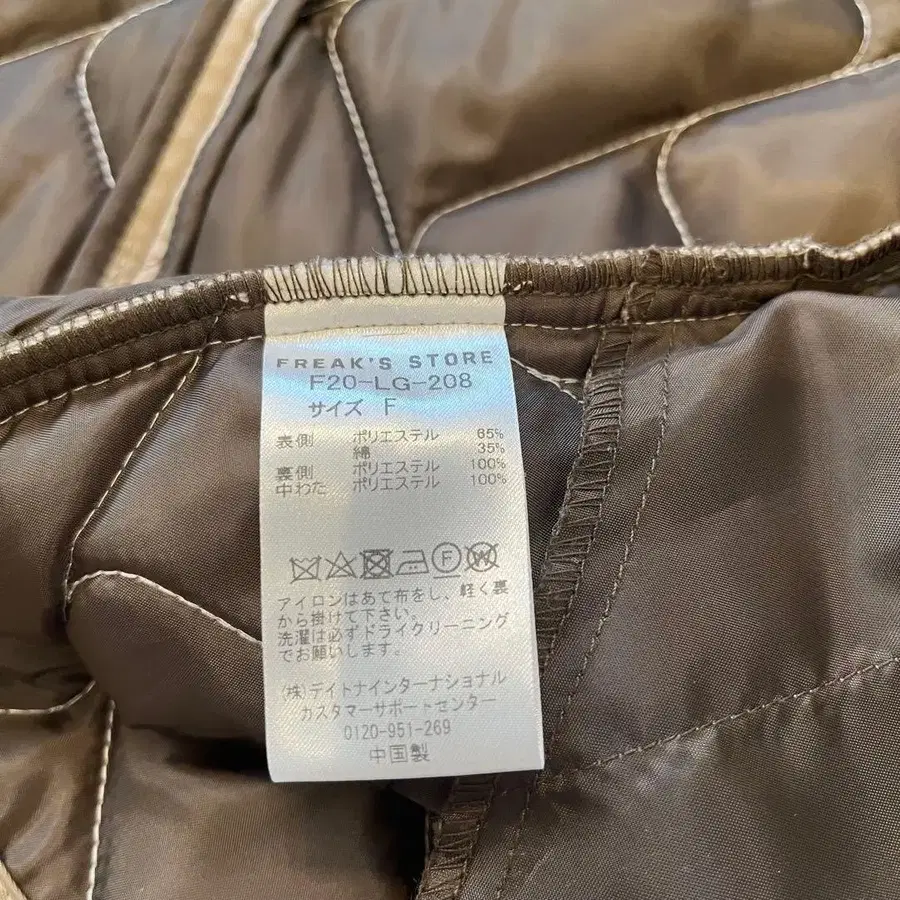 FREAK'S STORE
F20-LG-208
サイズ F
表側 ポリエステル 65%
綿 35%
裏側 ポリエステル 100%
中わた ポリエステル 100%
F W
アイロンはあて布をし、軽く裏
から掛けて下さい。
洗濯は必ずドライクリーニング
でお願いします。
(株)デイトナインターナショナル
カスタマーサポートセンター
0120-951-269
中国製